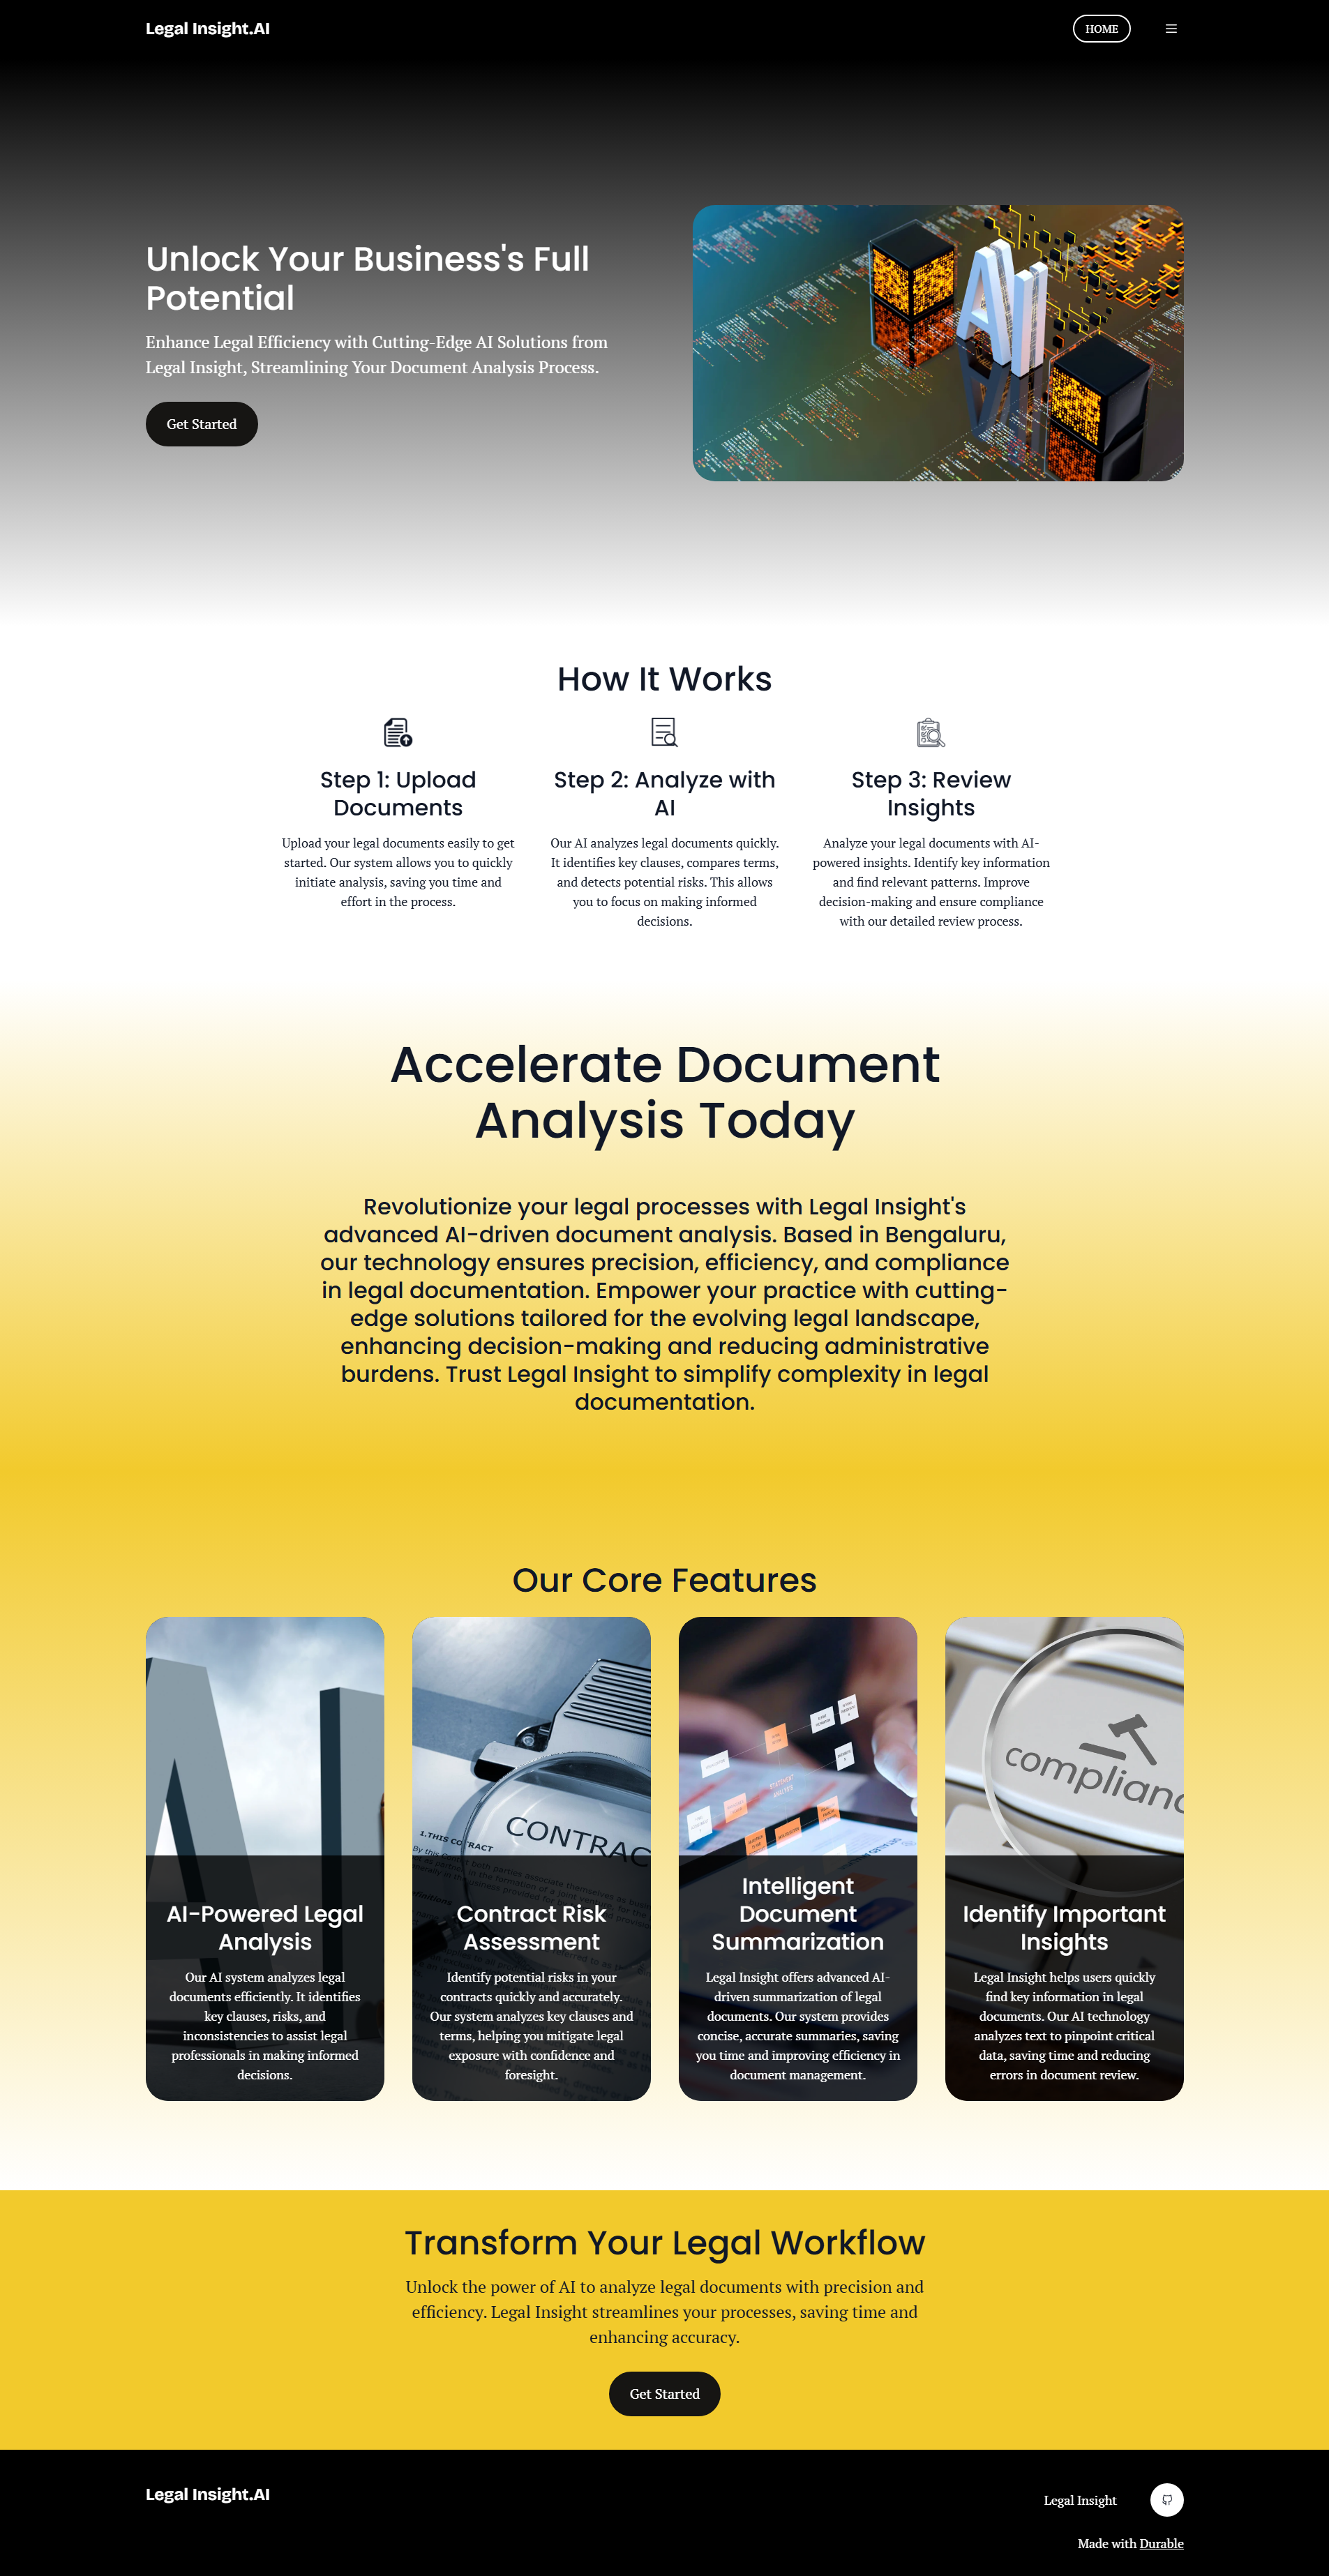 Legal Insight.AI
HOME
Unlock Your Business's Full
Potential
Enhance Legal Efficiency with Cutting-Edge AI Solutions from
Legal Insight, Streamlining Your Document Analysis Process.
Get Started
AI
How It Works
Step 1: Upload
Documents
Upload your legal documents easily to get
started. Our system allows you to quickly
initiate analysis, saving you time and
effort in the process.
Step 2: Analyze with
AI
Our AI analyzes legal documents quickly.
It identifies key clauses, compares terms,
and detects potential risks. This allows
you to focus on making informed
decisions.
Step 3: Review
Insights
Analyze your legal documents with AI-
powered insights. Identify key information
and find relevant patterns. Improve
decision-making and ensure compliance
with our detailed review process.
Accelerate Document
Analysis Today
Revolutionize your legal processes with Legal Insight's
advanced AI-driven document analysis. Based in Bengaluru,
our technology ensures precision, efficiency, and compliance
in legal documentation. Empower your practice with cutting-
edge solutions tailored for the evolving legal landscape,
enhancing decision-making and reducing administrative
burdens. Trust Legal Insight to simplify complexity in legal
documentation.
Our Core Features
AI-Powered Legal
Analysis
Our AI system analyzes legal
documents efficiently. It identifies
key clauses, risks, and
inconsistencies to assist legal
professionals in making informed
decisions.
CONTRAC
1.THIS CONTRACT
Contract Risk
Assessment
Identify potential risks in your
contracts quickly and accurately.
Our system analyzes key clauses and
terms, helping you mitigate legal
exposure with confidence and
foresight.
STATEMENT
ANALYSIS
Intelligent
Document
Summarization
Legal Insight offers advanced AI-
driven summarization of legal
documents. Our system provides
concise, accurate summaries, saving
you time and improving efficiency in
document management.
complianc
Identify Important
Insights
Legal Insight helps users quickly
find key information in legal
documents. Our AI technology
analyzes text to pinpoint critical
data, saving time and reducing
errors in document review.
Transform Your Legal Workflow
Unlock the power of AI to analyze legal documents with precision and
efficiency. Legal Insight streamlines your processes, saving time and
enhancing accuracy.
Get Started
Legal Insight.AI
Legal Insight
Made with Durable